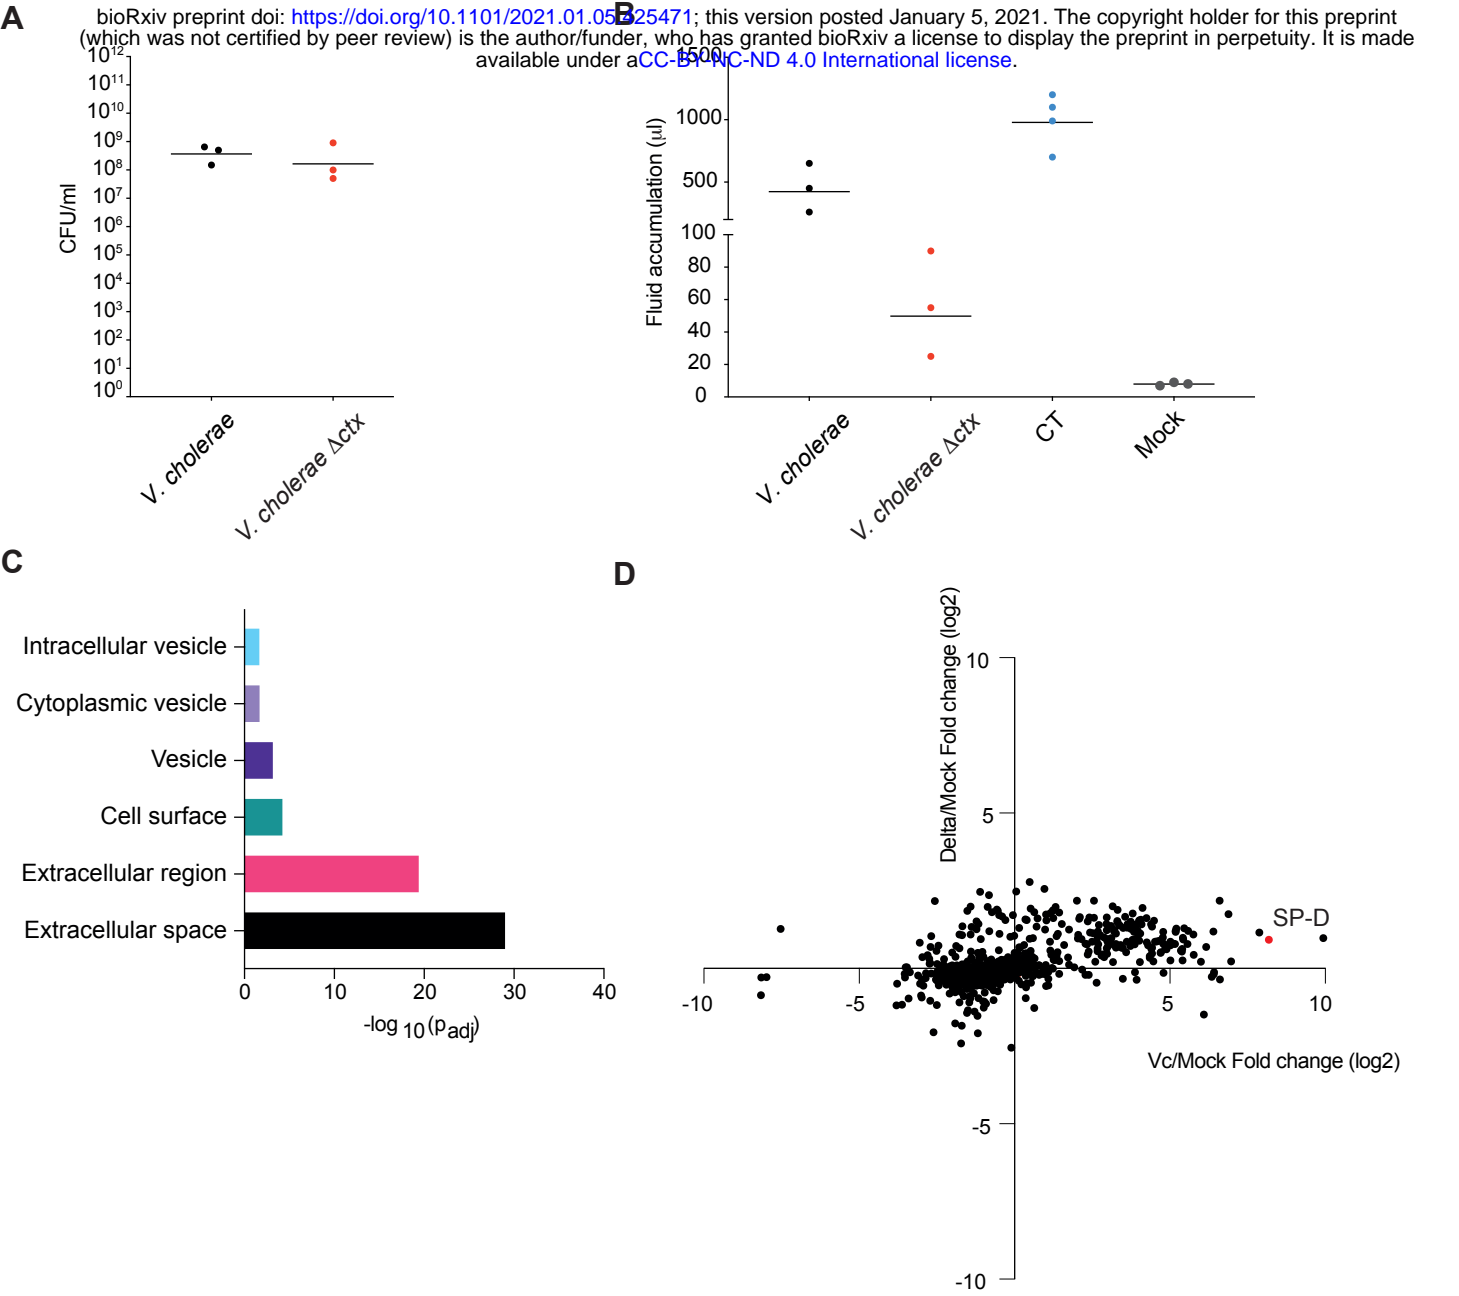 A
B
bioRxiv preprint doi: https://doi.org/10.1101/2021.01.05.425471; this version posted January 5, 2021. The copyright holder for this preprint
(which was not certified by peer review) is the author/funder, who has granted bioRxiv a license to display the preprint in perpetuity. It is made
available under aCC-BY-NC-ND 4.0 International license.
CFU/ml
10¹²
10¹¹
10¹⁰
10⁹
10⁸
10⁷
10⁶
10⁵
10⁴
10³
10²
10¹
10⁰
V. cholerae
V. cholerae Δctx
Fluid accumulation (µl)
1500
1000
500
100
80
60
40
20
0
V. cholerae
V. cholerae Δctx
CT
Mock
C
Intracellular vesicle
Cytoplasmic vesicle
Vesicle
Cell surface
Extracellular region
Extracellular space
0 10 20 30 40
-log 10 (p adj)
D
Delta/Mock Fold change (log2)
10
5
SP-D
-10 -5 5 10
Vc/Mock Fold change (log2)
-5
-10